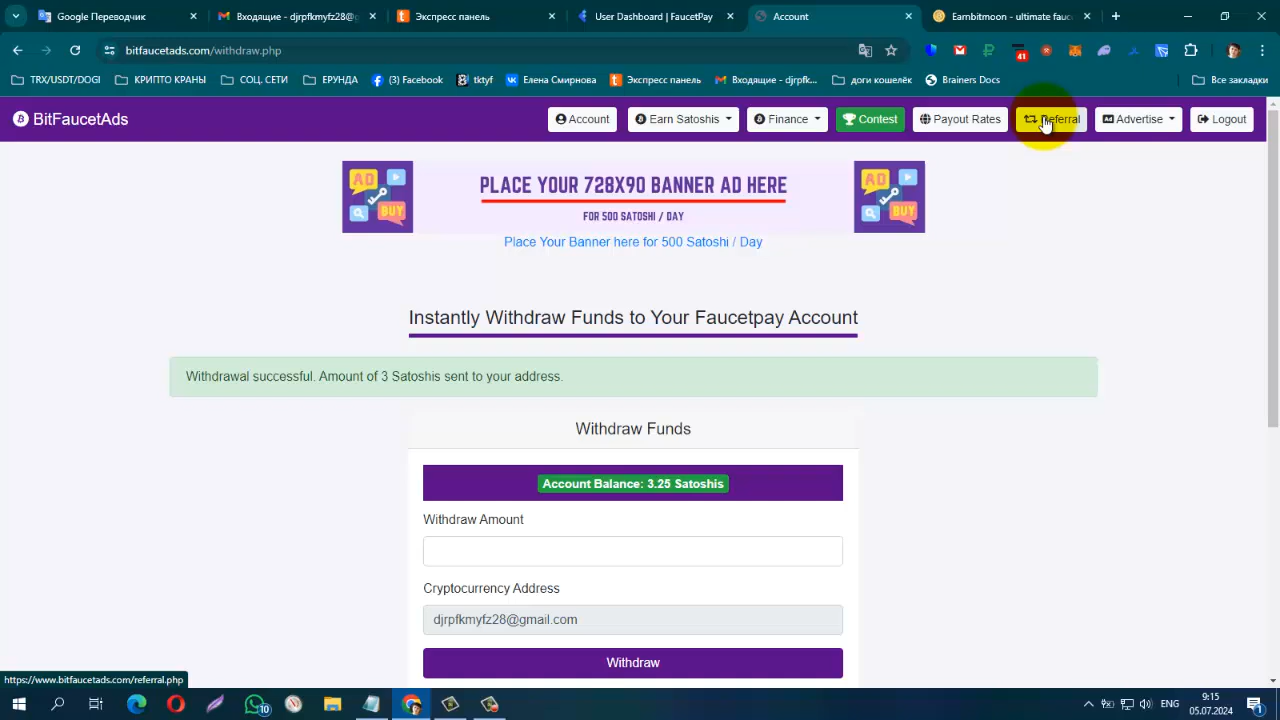 Google Переводчик
Входящие - djrpfkmyfz28@g
Экспресс панель
User Dashboard | FaucetPay
Account
Earnbitmoon - ultimate fauc
bitfaucetads.com/withdraw.php
41
TRX/USDT/DOGI
КРИПТО КРАНЫ
СОЦ. СЕТИ
ЕРУНДА
(3) Facebook
tktyf
Елена Смирнова
Экспресс панель
Входящие - djrpfk...
доги кошелёк
Brainers Docs
Все закладки
BitFaucetAds
Account
Earn Satoshis
Finance
Contest
Payout Rates
Referral
Advertise
Logout
AD
BUY
PLACE YOUR 728X90 BANNER AD HERE
FOR 500 SATOSHI / DAY
AD
BUY
Place Your Banner here for 500 Satoshi / Day
Instantly Withdraw Funds to Your Faucetpay Account
Withdrawal successful. Amount of 3 Satoshis sent to your address.
Withdraw Funds
Account Balance: 3.25 Satoshis
Withdraw Amount
Cryptocurrency Address
djrpfkmyfz28@gmail.com
Withdraw
https://www.bitfaucetads.com/referral.php
10
ENG
9:15
05.07.2024
1